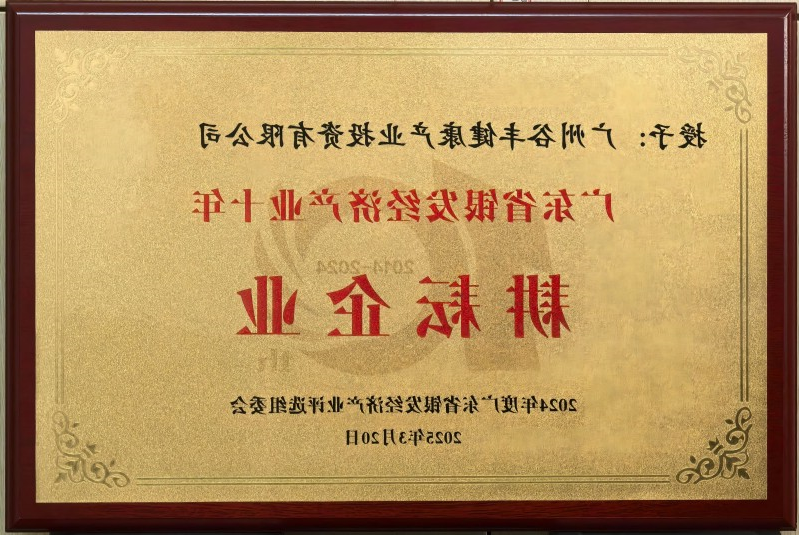 授予：广州谷丰健康产业投资有限公司
广东省银发经济产业十年
2014-2024
耕耘企业
2024年度广东省银发经济产业评选组委会
2025年3月20日